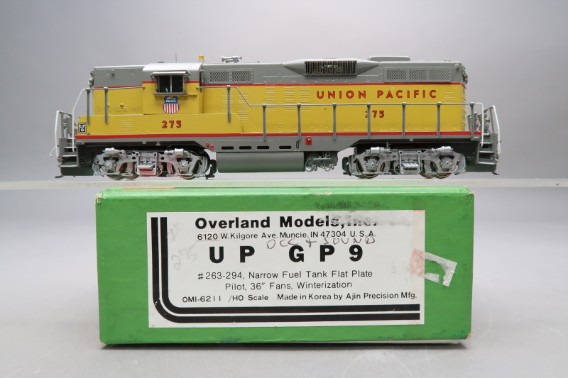 UNION PACIFIC
275
275
Overland Models, Inc.
6120 W. Kilgore Ave. Muncie, IN 47304 U.S.A.
DCC & SOUND
UP GP9
#263-294, Narrow Fuel Tank Flat Plate
Pilot, 36" Fans, Winterization
OMI-6211 /HO Scale Made in Korea by Ajin Precision Mfg.